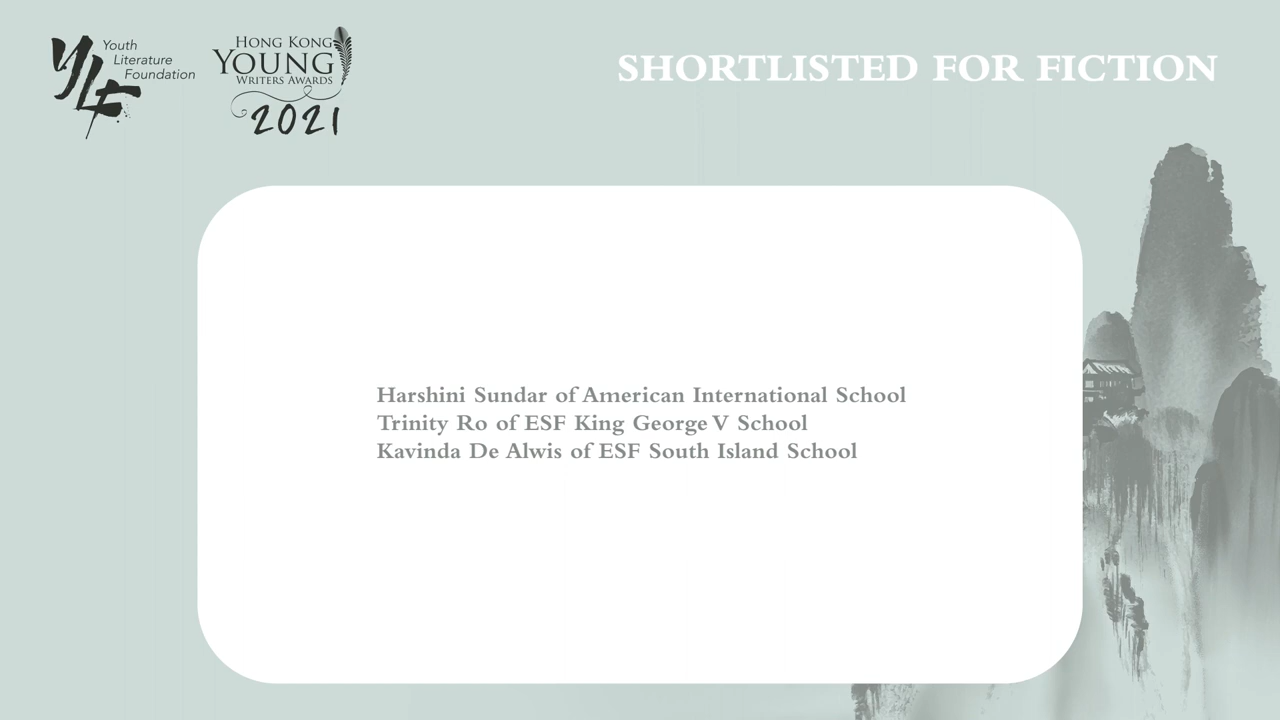 YLF
Youth
Literature
Foundation
HONG KONG
YOUNG
WRITERS AWARDS
2021
SHORTLISTED FOR FICTION
Harshini Sundar of American International School
Trinity Ro of ESF King George V School
Kavinda De Alwis of ESF South Island School